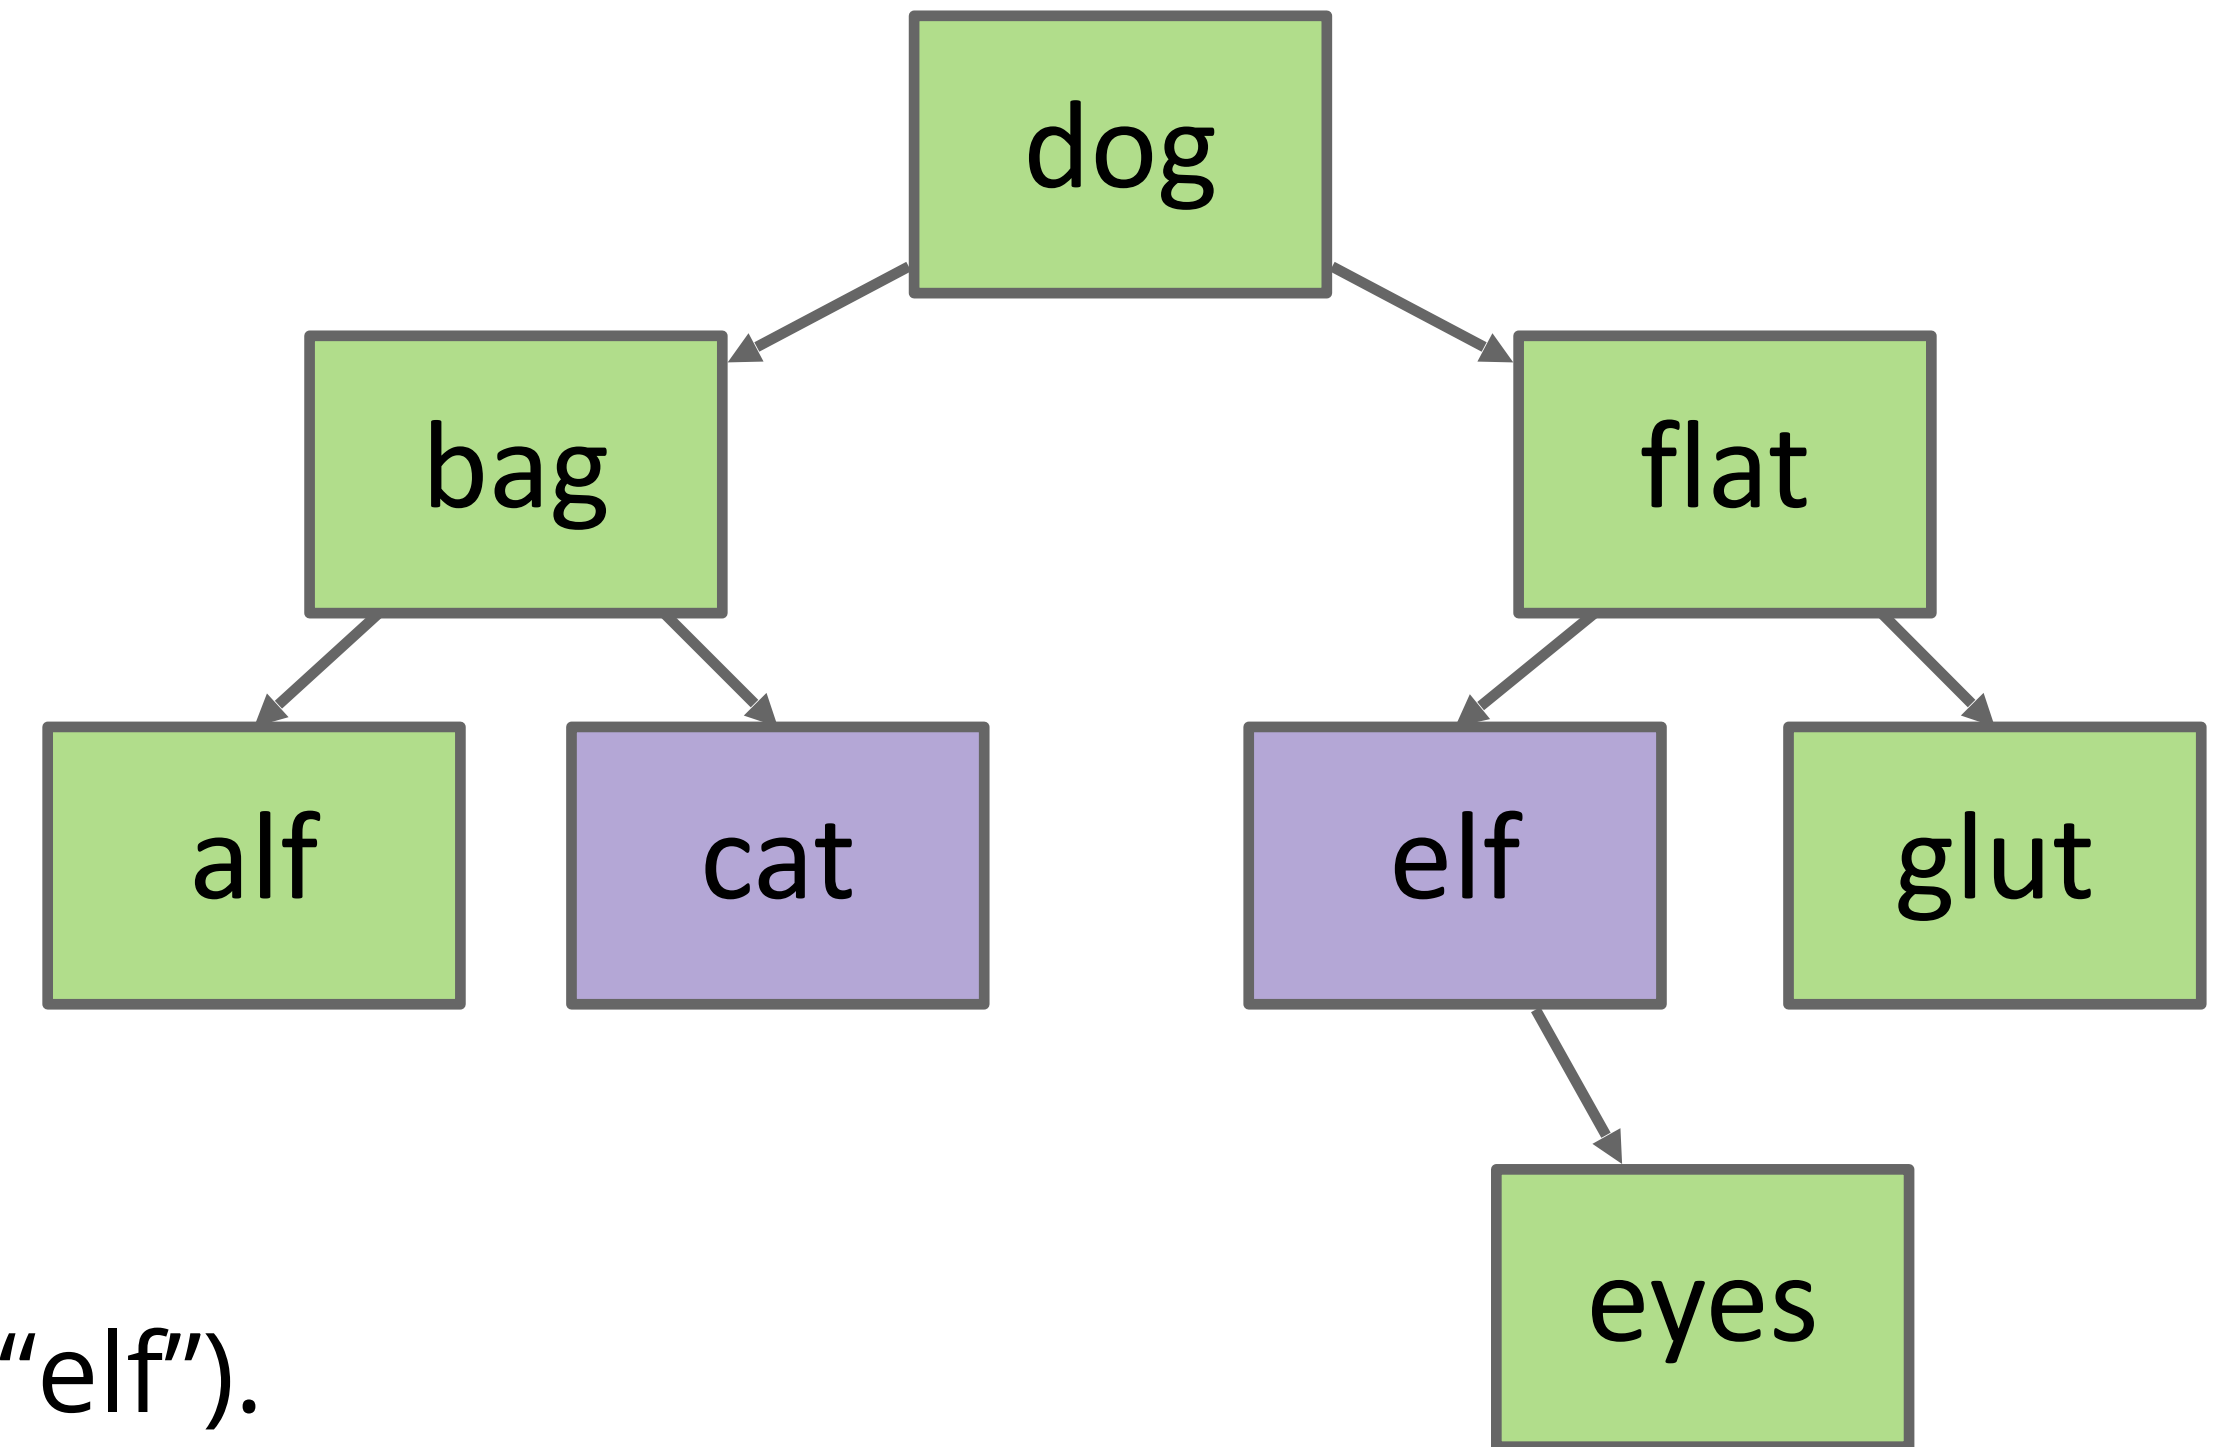 dog
bag
flat
alf
cat
elf
glut
eyes
“elf”).